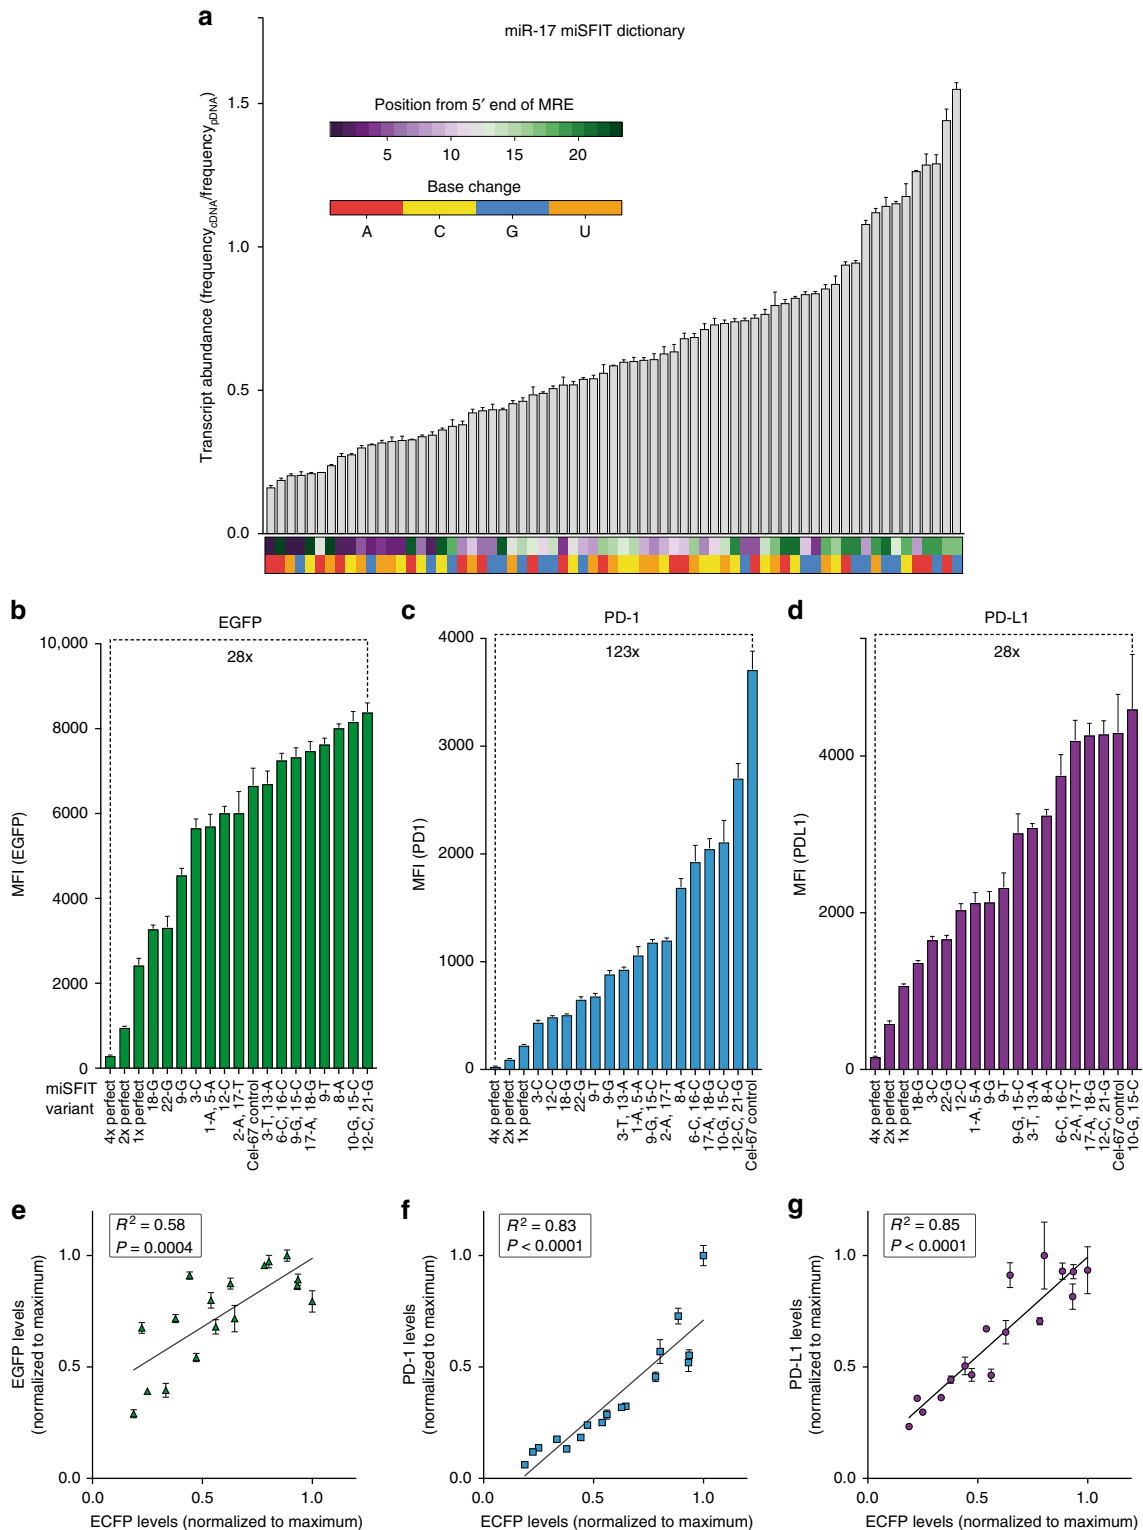 a
miR-17 miSFIT dictionary
Transcript abundance (frequencycDNA/frequencypDNA)
1.5
1.0
0.5
0.0
Position from 5′ end of MRE
5 10 15 20
Base change
A C G U
b
EGFP
28x
MFI (EGFP)
10,000
8000
6000
4000
2000
0
miSFIT variant
4x perfect
2x perfect
1x perfect
18-G
22-G
9-G
3-C
1-A, 5-A
12-C
2-A, 17-T
Cel-67 control
3-T, 13-A
6-C, 16-C
9-G, 15-C
17-A, 18-G
9-T
8-A
10-G, 15-C
12-C, 21-G
c
PD-1
123x
MFI (PD1)
4000
3000
2000
1000
0
4x perfect
2x perfect
1x perfect
3-C
12-C
18-G
22-G
9-T
9-G
3-T, 13-A
1-A, 5-A
9-G, 15-C
2-A, 17-T
8-A
6-C, 16-C
17-A, 18-G
10-G, 15-C
12-C, 21-G
Cel-67 control
d
PD-L1
28x
MFI (PDL1)
4000
2000
0
4x perfect
2x perfect
1x perfect
18-G
3-C
22-G
12-C
1-A, 5-A
9-G
9-T
9-G, 15-C
3-T, 13-A
8-A
6-C, 16-C
2-A, 17-T
17-A, 18-G
12-C, 21-G
Cel-67 control
10-G, 15-C
e
R² = 0.58
P = 0.0004
EGFP levels
(normalized to maximum)
1.0
0.5
0.0
0.0 0.5 1.0
ECFP levels (normalized to maximum)
f
R² = 0.83
P < 0.0001
PD-1 levels
(normalized to maximum)
1.0
0.5
0.0
0.0 0.5 1.0
ECFP levels (normalized to maximum)
g
R² = 0.85
P < 0.0001
PD-L1 levels
(normalized to maximum)
1.0
0.5
0.0
0.0 0.5 1.0
ECFP levels (normalized to maximum)